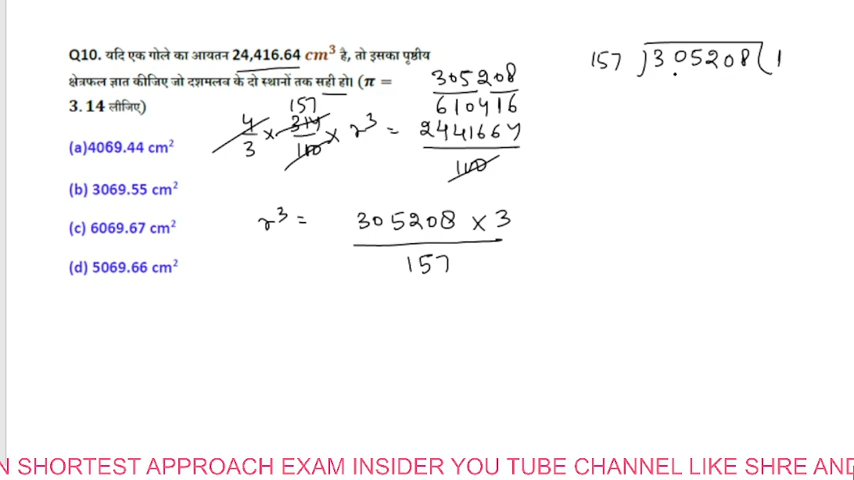 Q10. यदि एक गोले का आयतन 24,416.64 cm³ है, तो इसका पृष्ठीय
क्षेत्रफल ज्ञात कीजिए जो दशमलव के दो स्थानों तक सही हो। (π =
3.14 लीजिए)
(a)4069.44 cm²
(b) 3069.55 cm²
(c) 6069.67 cm²
(d) 5069.66 cm²
305208
157 610416
4/3 × 314/100 × r³ = 2441664/100
r³ = 305208 × 3
157
157 ) 305208 ( 1
N SHORTEST APPROACH EXAM INSIDER YOU TUBE CHANNEL LIKE SHRE AND